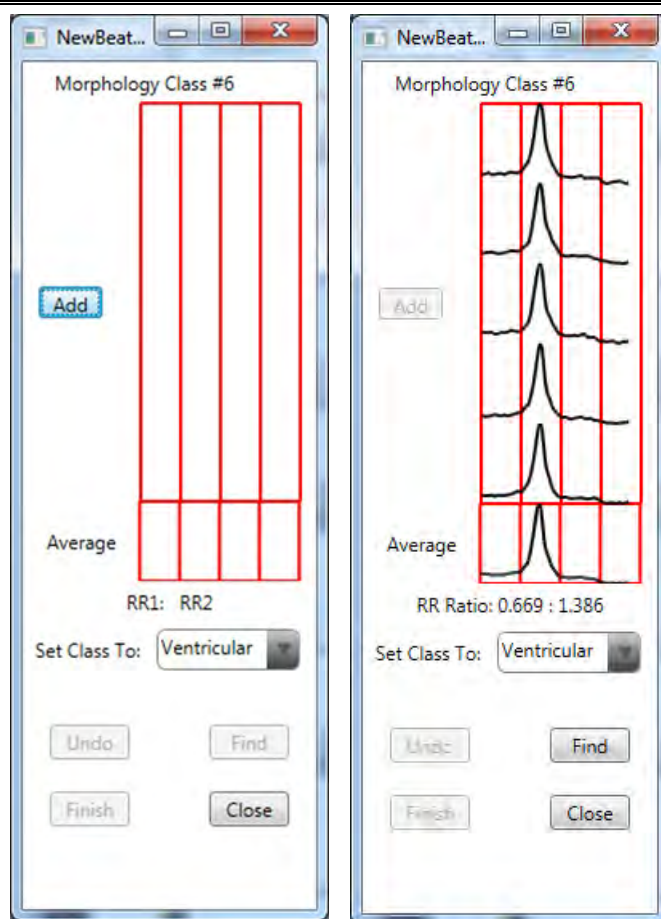 NewBeat...
Morphology Class #6
Add
Average
RR1: RR2
Set Class To: Ventricular
Undo Find
Finish Close
NewBeat...
Morphology Class #6
Add
Average
RR Ratio: 0.669 : 1.386
Set Class To: Ventricular
Undo Find
Finish Close